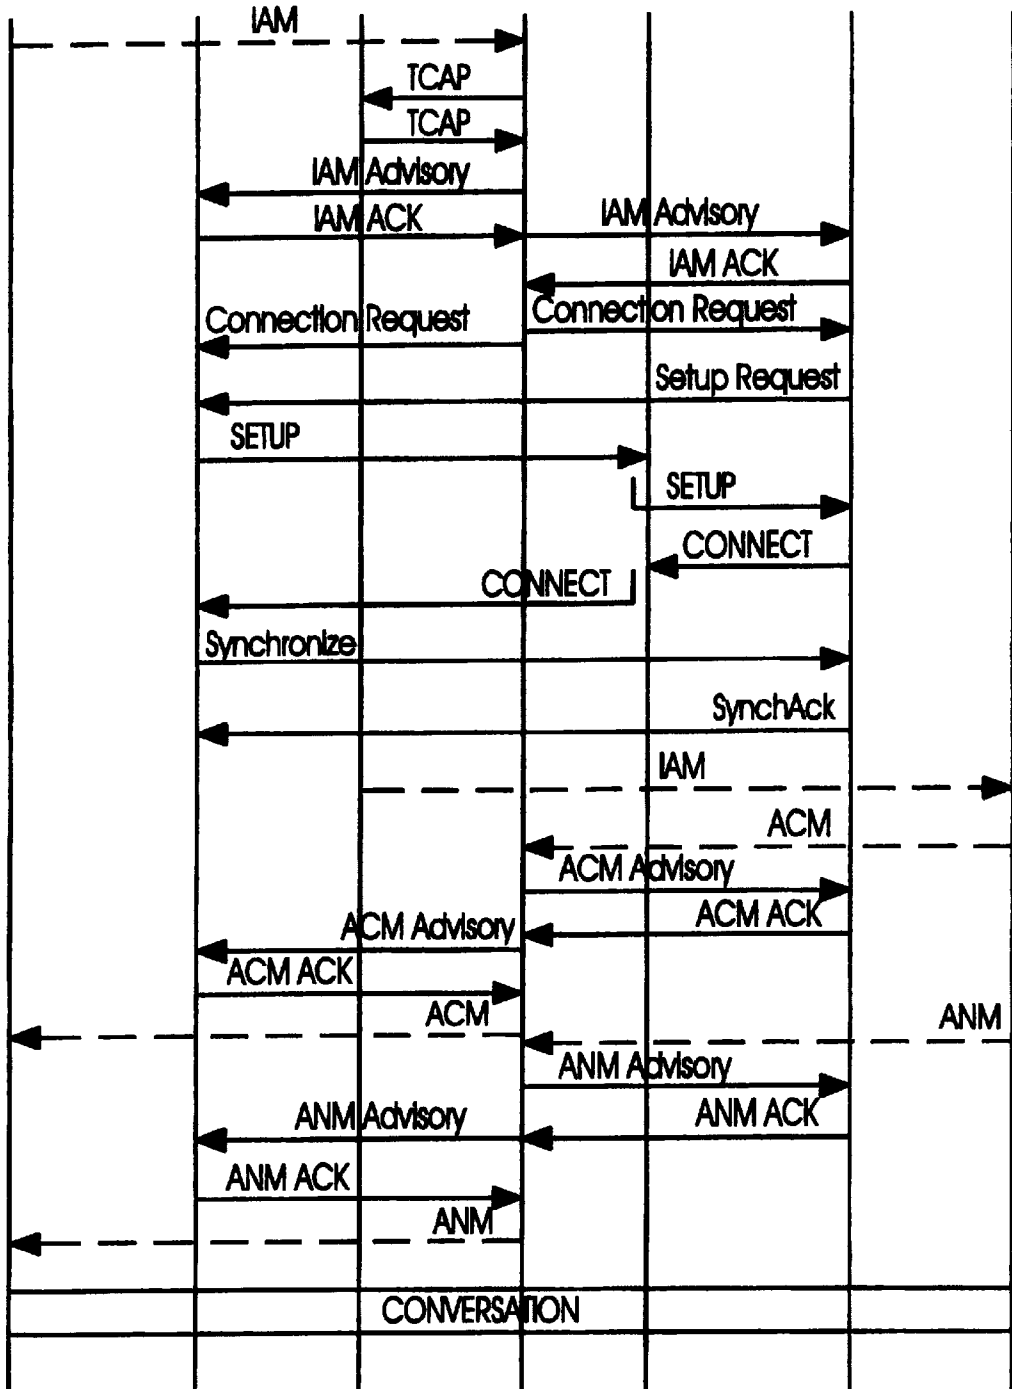 IAM
TCAP
TCAP
IAM Advisory
IAM ACK
IAM Advisory
IAM ACK
Connection Request
Connection Request
Setup Request
SETUP
SETUP
CONNECT
CONNECT
Synchronize
SynchAck
IAM
ACM
ACM Advisory
ACM ACK
ACM Advisory
ACM ACK
ACM
ANM
ANM Advisory
ANM ACK
ANM Advisory
ANM ACK
ANM
CONVERSATION